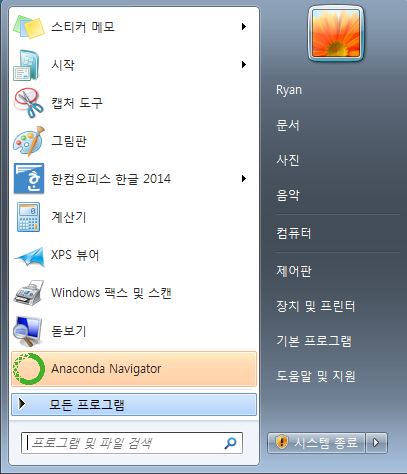 스티커 메모
시작
캡처 도구
그림판
한컴오피스 한글 2014
계산기
XPS 뷰어
Windows 팩스 및 스캔
돋보기
Anaconda Navigator
모든 프로그램
프로그램 및 파일 검색
Ryan
문서
사진
음악
컴퓨터
제어판
장치 및 프린터
기본 프로그램
도움말 및 지원
시스템 종료